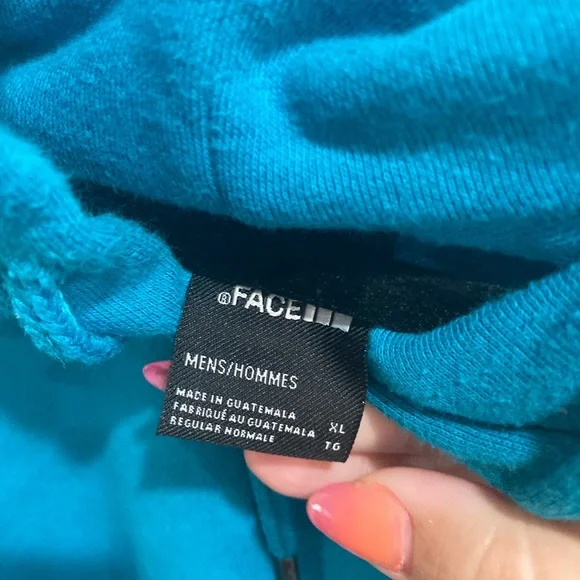 ®FACE
MENS/HOMMES
MADE IN GUATEMALA
FABRIQUÉ AU GUATEMALA XL
REGULAR NORMALE TG